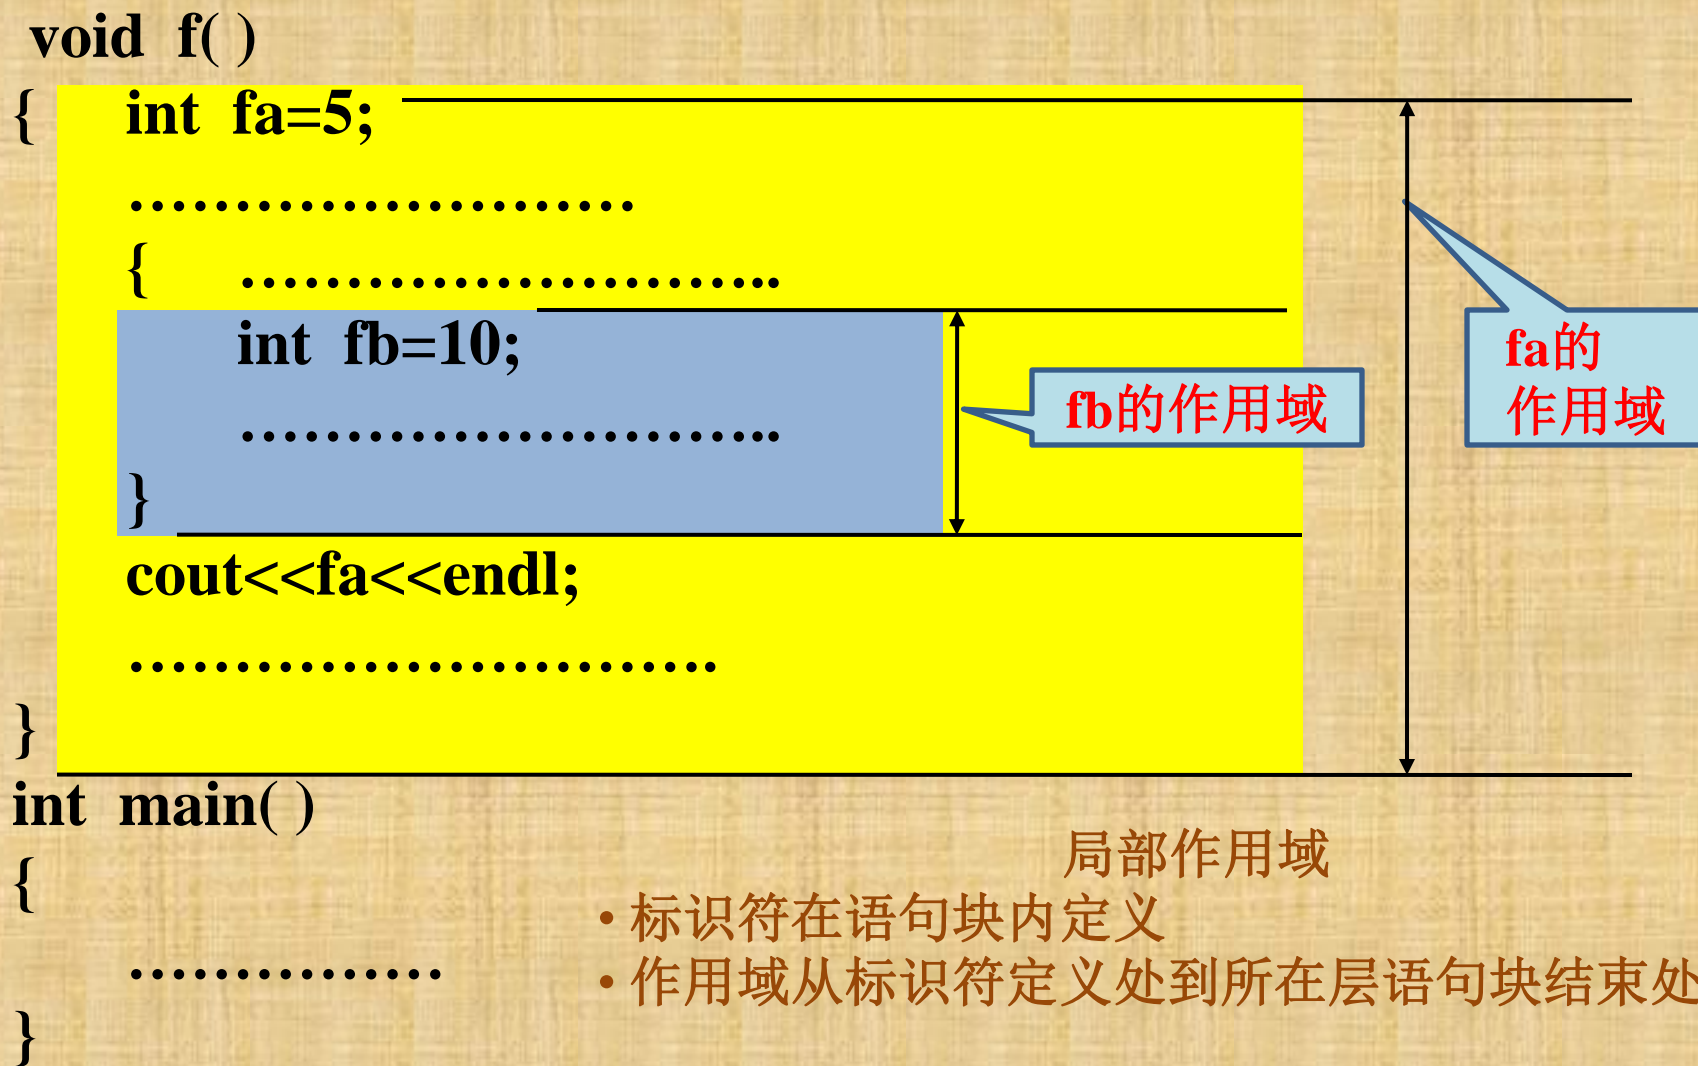 void f( )
{ int fa=5;
........................
{ ...........................
int fb=10;
...........................
}
cout<<fa<<endl;
............................
}
int main( )
{
...............
}
fb的作用域
fa的
作用域
局部作用域
• 标识符在语句块内定义
• 作用域从标识符定义处到所在层语句块结束处